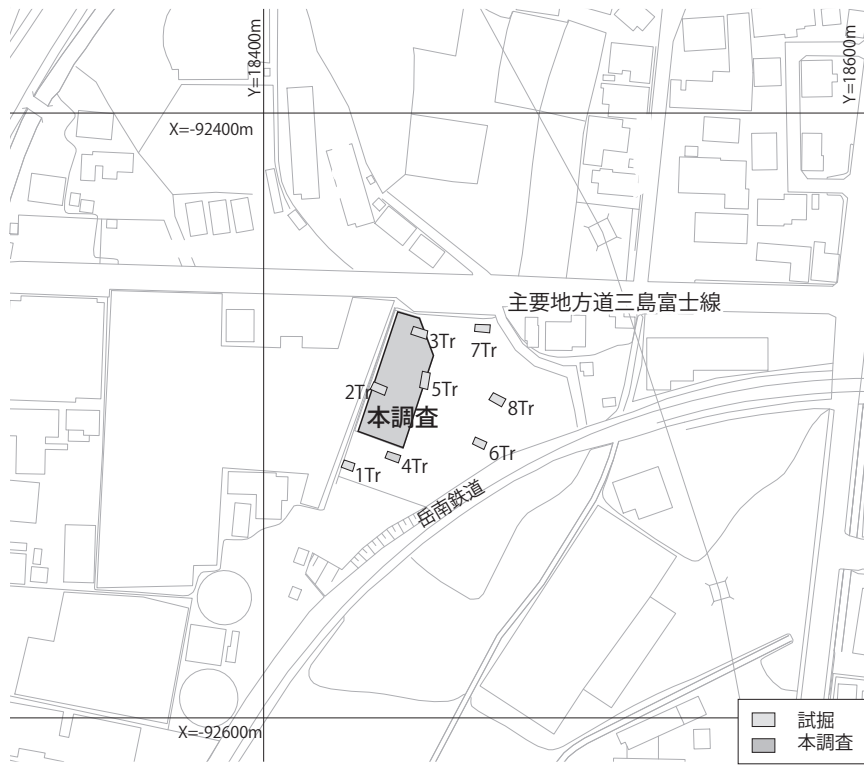 Y=18400m
Y=18600m
X=-92400m
主要地方道三島富士線
3Tr
7Tr
2Tr
5Tr
8Tr
本調査
6Tr
1Tr
4Tr
岳南鉄道
X=-92600m
試掘
本調査